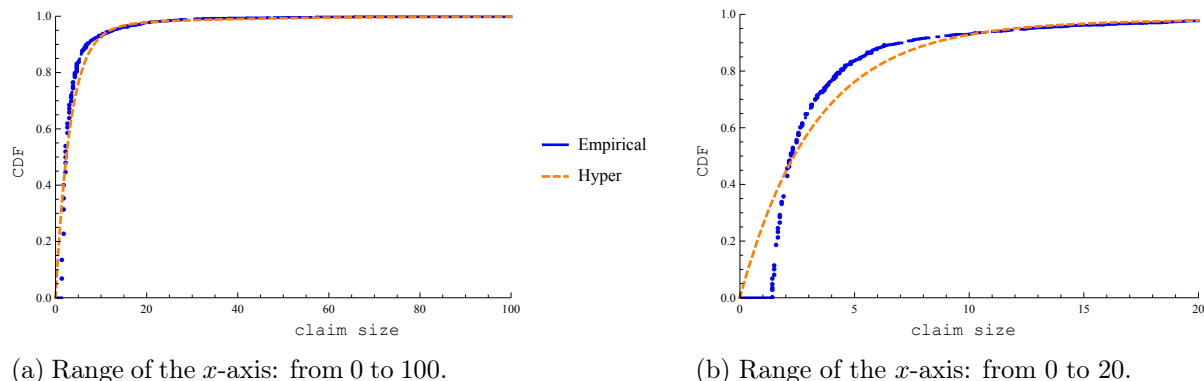 1.0
0.8
0.6
0.4
0.2
0.0
CDF
0
20
40
60
80
100
claim size
Empirical
Hyper
1.0
0.8
0.6
0.4
0.2
0.0
CDF
0
5
10
15
20
claim size
(a) Range of the x-axis: from 0 to 100.
(b) Range of the x-axis: from 0 to 20.